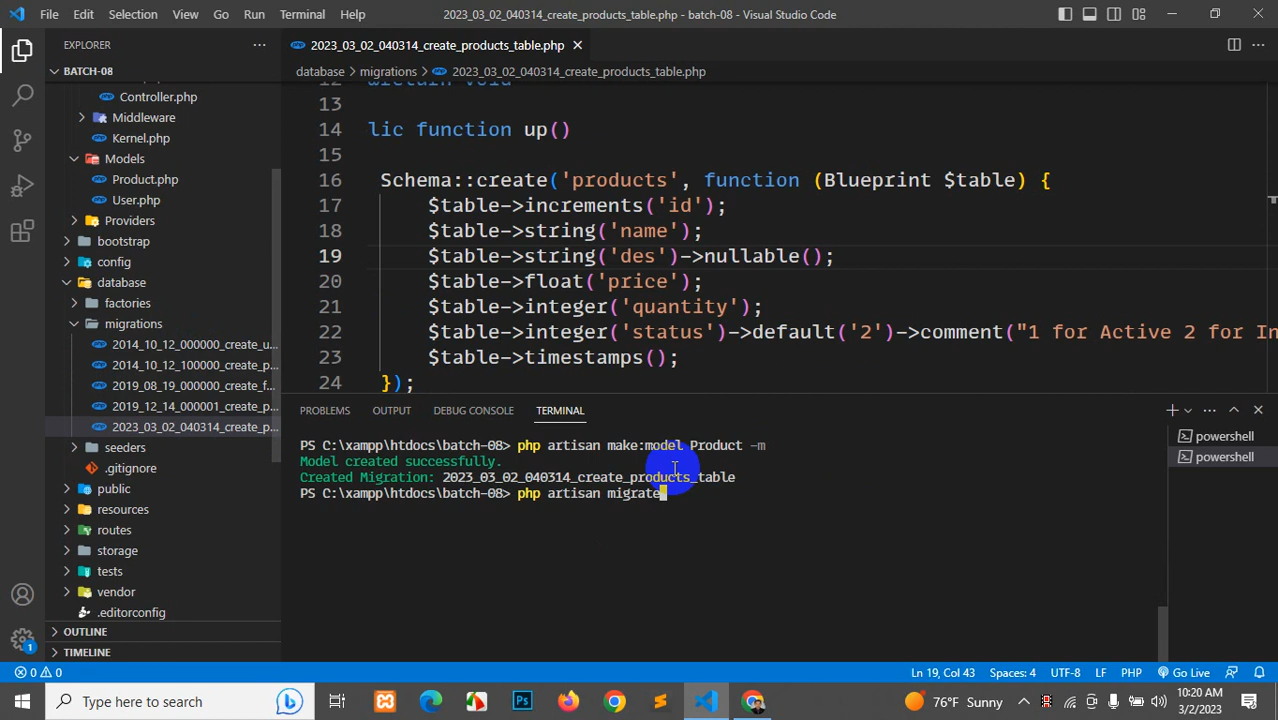 File Edit Selection View Go Run Terminal Help
2023_03_02_040314_create_products_table.php - batch-08 - Visual Studio Code
EXPLORER
BATCH-08
Controller.php
Middleware
Kernel.php
Models
Product.php
User.php
Providers
bootstrap
config
database
factories
migrations
2014_10_12_000000_create_u...
2014_10_12_100000_create_p...
2019_08_19_000000_create_f...
2019_12_14_000001_create_p...
2023_03_02_040314_create_p...
seeders
.gitignore
public
resources
routes
storage
tests
vendor
.editorconfig
OUTLINE
TIMELINE
2023_03_02_040314_create_products_table.php
database > migrations > 2023_03_02_040314_create_products_table.php
13
14 lic function up()
15
16 Schema::create('products', function (Blueprint $table) {
17 $table->increments('id');
18 $table->string('name');
19 $table->string('des')->nullable();
20 $table->float('price');
21 $table->integer('quantity');
22 $table->integer('status')->default('2')->comment("1 for Active 2 for In
23 $table->timestamps();
24 });
PROBLEMS OUTPUT DEBUG CONSOLE TERMINAL
PS C:\xampp\htdocs\batch-08> php artisan make:model Product -m
Model created successfully.
Created Migration: 2023_03_02_040314_create_products_table
PS C:\xampp\htdocs\batch-08> php artisan migrate
powershell
powershell
0 0 Ln 19, Col 43 Spaces: 4 UTF-8 LF PHP Go Live
Type here to search
76°F Sunny
10:20 AM
3/2/2023